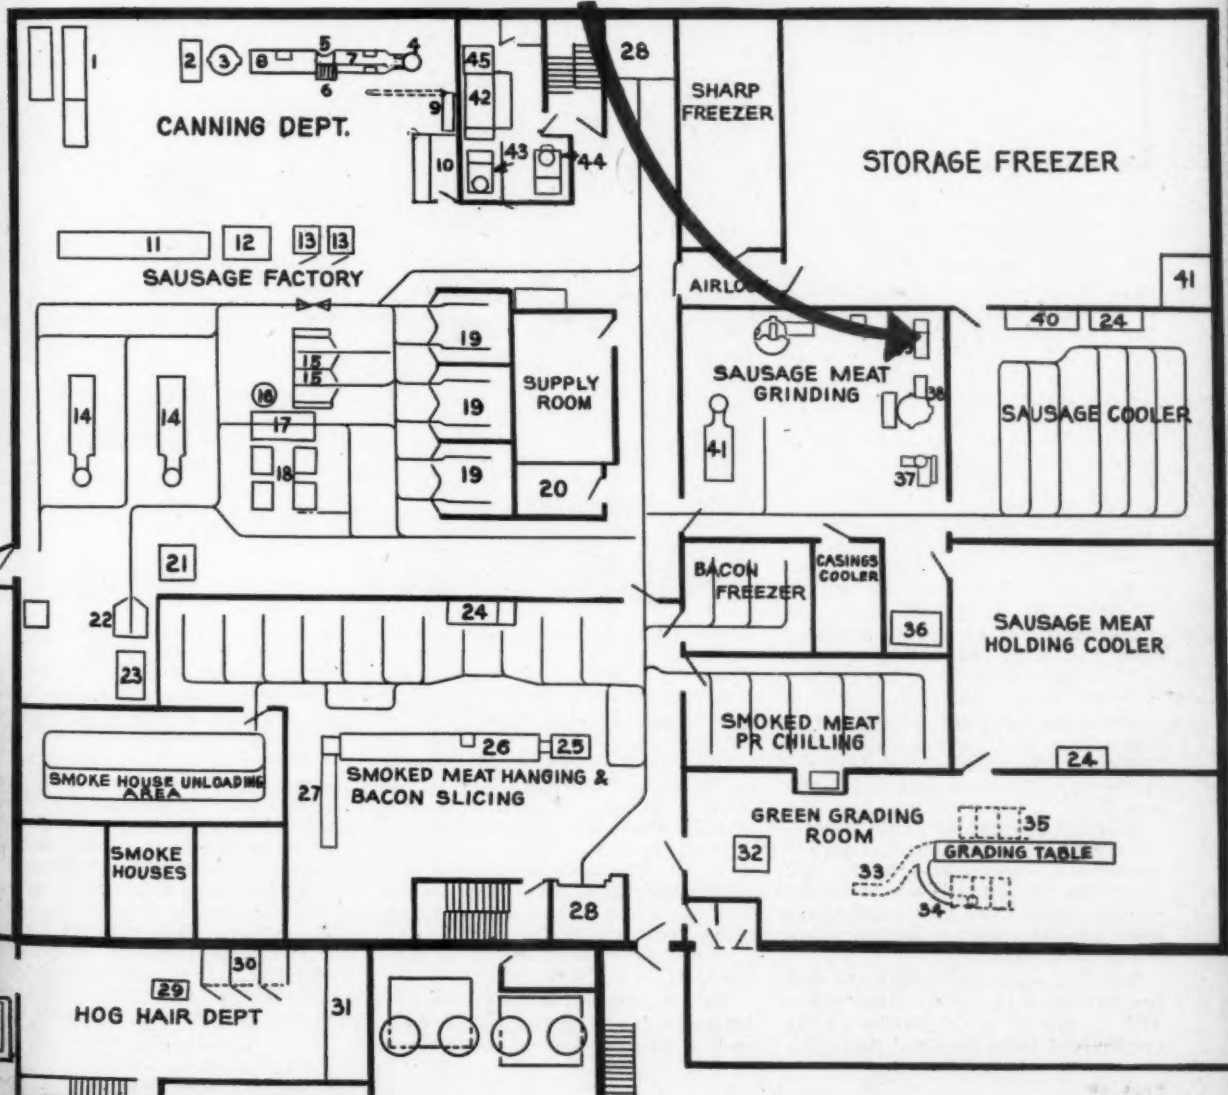 1
2
3
8
5
7
4
6
45
42
9
10
43
44
28
SHARP
FREEZER
STORAGE FREEZER
CANNING DEPT.
11
12
13
13
SAUSAGE FACTORY
AIRLOCK
41
40
24
14
14
15
15
16
17
18
19
19
19
SUPPLY
ROOM
20
SAUSAGE MEAT
GRINDING
38
41
37
SAUSAGE COOLER
21
22
23
24
BACON
FREEZER
CASINGS
COOLER
36
SAUSAGE MEAT
HOLDING COOLER
SMOKE HOUSE UNLOADING
AREA
26
25
27
SMOKED MEAT HANGING &
BACON SLICING
SMOKED MEAT
PR CHILLING
24
SMOKE
HOUSES
28
GREEN GRADING
ROOM
32
35
GRADING TABLE
33
34
30
29
HOG HAIR DEPT
31